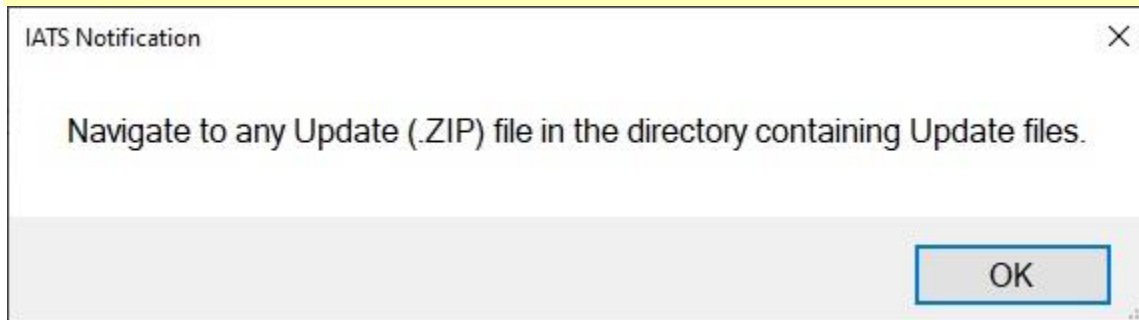 IATS Notification
Navigate to any Update (.ZIP) file in the directory containing Update files.
OK